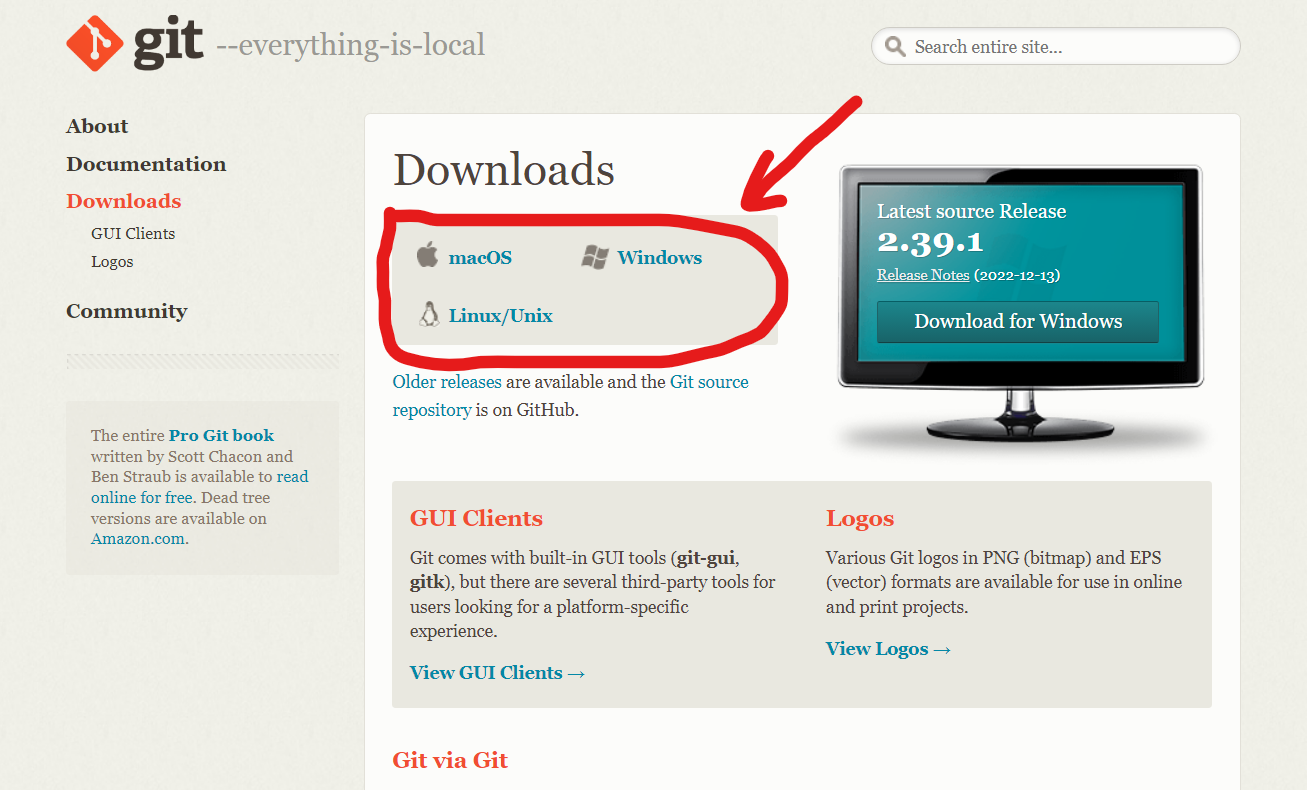 git --everything-is-local
Search entire site...
About
Documentation
Downloads
GUI Clients
Logos
Community
The entire Pro Git book
written by Scott Chacon and
Ben Straub is available to read
online for free. Dead tree
versions are available on
Amazon.com.
Downloads
macOS
Windows
Linux/Unix
Older releases are available and the Git source
repository is on GitHub.
Latest source Release
2.39.1
Release Notes (2022-12-13)
Download for Windows
GUI Clients
Git comes with built-in GUI tools (git-gui,
gitk), but there are several third-party tools for
users looking for a platform-specific
experience.
View GUI Clients →
Logos
Various Git logos in PNG (bitmap) and EPS
(vector) formats are available for use in online
and print projects.
View Logos →
Git via Git